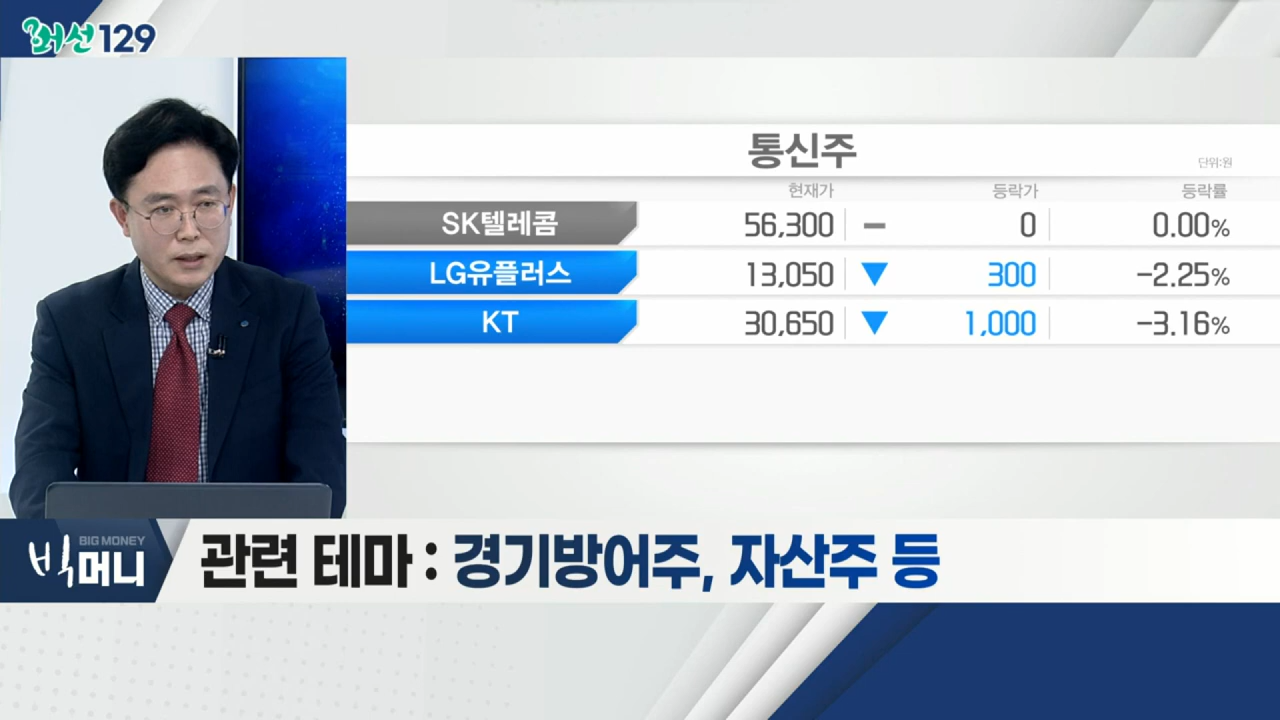 머선129
통신주
단위:원
현재가 등락가 등락률
SK텔레콤 56,300 – 0 0.00%
LG유플러스 13,050 ▼ 300 -2.25%
KT 30,650 ▼ 1,000 -3.16%
BIG MONEY
빅머니
관련 테마 : 경기방어주, 자산주 등